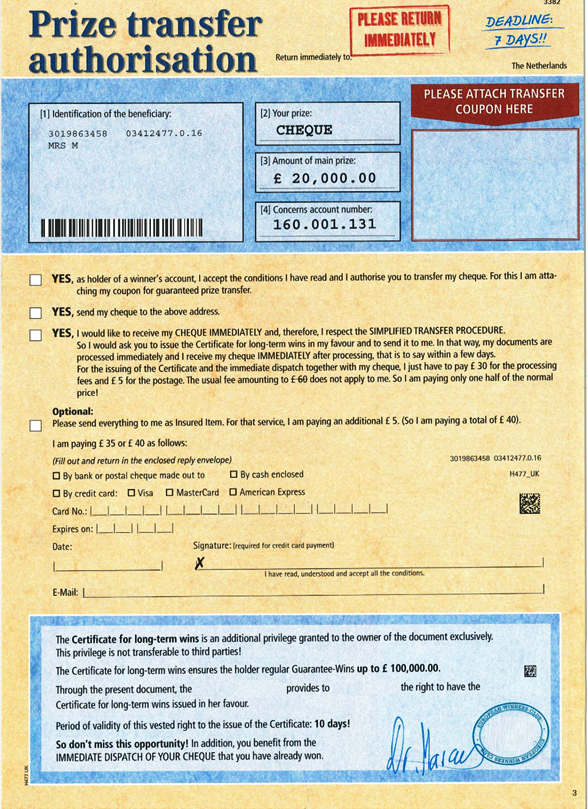 3382
Prize transfer
authorisation
PLEASE RETURN
IMMEDIATELY
DEADLINE:
7 DAYS!!
Return immediately to:
The Netherlands
PLEASE ATTACH TRANSFER
COUPON HERE
[1] Identification of the beneficiary:
3019863458 03412477.0.16
MRS M
[2] Your prize:
CHEQUE
[3] Amount of main prize:
£ 20,000.00
[4] Concerns account number:
160.001.131
YES, as holder of a winner's account, I accept the conditions I have read and I authorise you to transfer my cheque. For this I am atta-
ching my coupon for guaranteed prize transfer.
YES, send my cheque to the above address.
YES, I would like to receive my CHEQUE IMMEDIATELY and, therefore, I respect the SIMPLIFIED TRANSFER PROCEDURE.
So I would ask you to issue the Certificate for long-term wins in my favour and to send it to me. In that way, my documents are
processed immediately and I receive my cheque IMMEDIATELY after processing, that is to say within a few days.
For the issuing of the Certificate and the immediate dispatch together with my cheque, I just have to pay £ 30 for the processing
fees and £ 5 for the postage. The usual fee amounting to £ 60 does not apply to me. So I am paying only one half of the normal
price!
Optional:
Please send everything to me as Insured Item. For that service, I am paying an additional £ 5. (So I am paying a total of £ 40).
I am paying £ 35 or £ 40 as follows:
(Fill out and return in the enclosed reply envelope)
3019863458 03412477.0.16
By bank or postal cheque made out to
By cash enclosed
H477_UK
By credit card:
Visa
MasterCard
American Express
Card No.:
Expires on:
Date:
Signature: (required for credit card payment)
X
I have read, understood and accept all the conditions.
E-Mail:
The Certificate for long-term wins is an additional privilege granted to the owner of the document exclusively.
This privilege is not transferable to third parties!
The Certificate for long-term wins ensures the holder regular Guarantee-Wins up to £ 100,000.00.
Through the present document, the provides to the right to have the
Certificate for long-term wins issued in her favour.
Period of validity of this vested right to the issue of the Certificate: 10 days!
So don't miss this opportunity! In addition, you benefit from the
IMMEDIATE DISPATCH OF YOUR CHEQUE that you have already won.
EUROPEAN WINNERS CLUB
EUROPEAN WINNERS CLUB
H477 UK
3